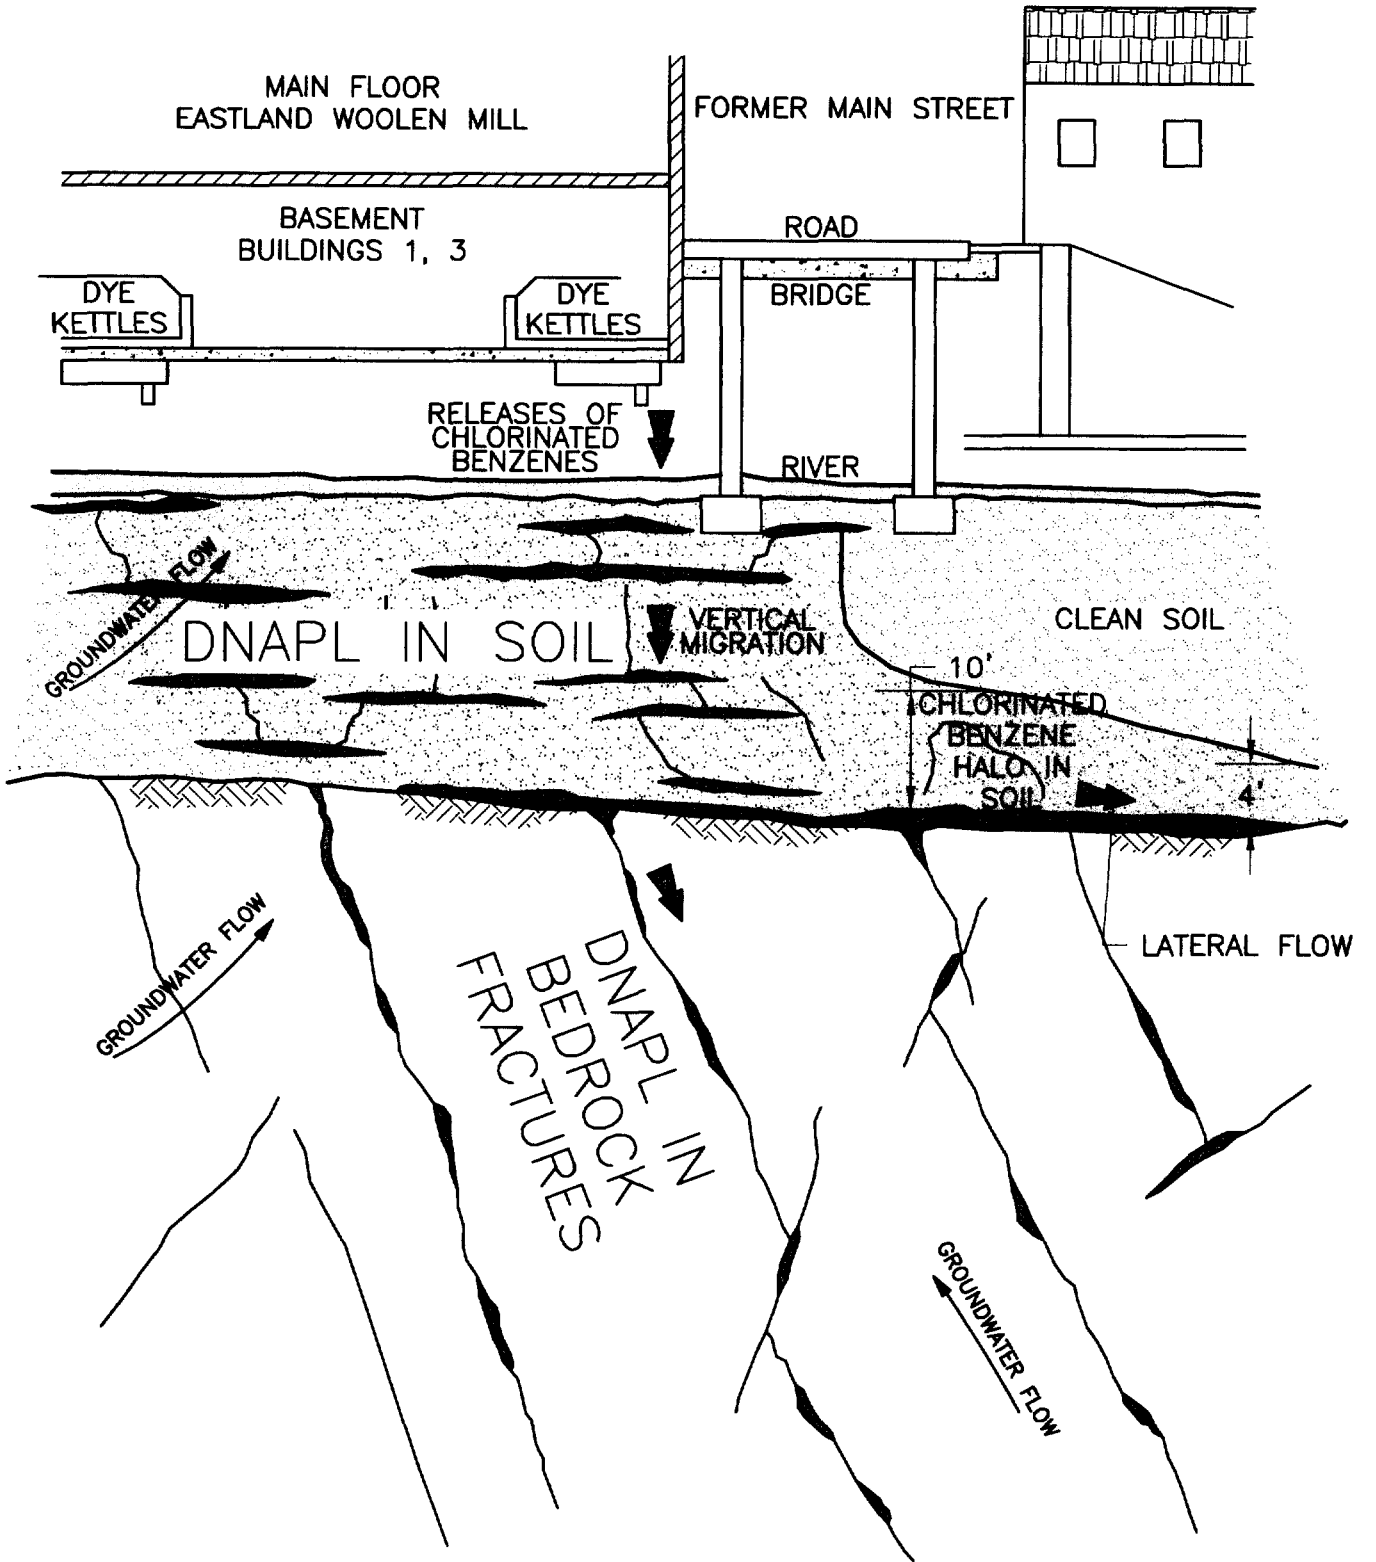 MAIN FLOOR
EASTLAND WOOLEN MILL
FORMER MAIN STREET
BASEMENT
BUILDINGS 1, 3
ROAD
BRIDGE
DYE
KETTLES
DYE
KETTLES
RELEASES OF
CHLORINATED
BENZENES
RIVER
GROUNDWATER FLOW
DNAPL IN SOIL
VERTICAL
MIGRATION
CLEAN SOIL
10'
CHLORINATED
BENZENE
HALO IN
SOIL
4'
LATERAL FLOW
GROUNDWATER FLOW
DNAPL IN
BEDROCK
FRACTURES
GROUNDWATER FLOW